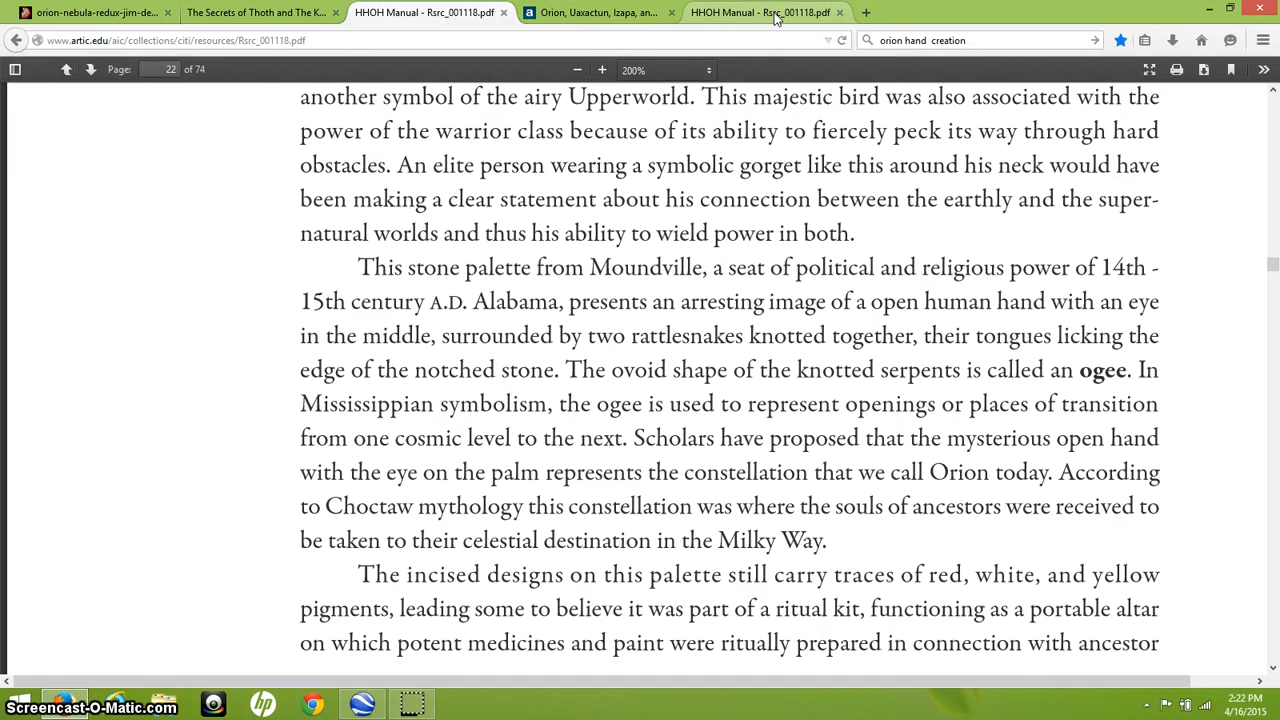 orion-nebula-redux-jim-de...
The Secrets of Thoth and The K...
HHOH Manual - Rsrc_001118.pdf
Orion, Uaxactun, Izapa, an...
HHOH Manual - Rsrc_001118.pdf
www.artic.edu/aic/collections/citi/resources/Rsrc_001118.pdf
orion hand creation
Page: 22 of 74
200%
another symbol of the airy Upperworld. This majestic bird was also associated with the
power of the warrior class because of its ability to fiercely peck its way through hard
obstacles. An elite person wearing a symbolic gorget like this around his neck would have
been making a clear statement about his connection between the earthly and the super-
natural worlds and thus his ability to wield power in both.
This stone palette from Moundville, a seat of political and religious power of 14th -
15th century A.D. Alabama, presents an arresting image of a open human hand with an eye
in the middle, surrounded by two rattlesnakes knotted together, their tongues licking the
edge of the notched stone. The ovoid shape of the knotted serpents is called an ogee. In
Mississippian symbolism, the ogee is used to represent openings or places of transition
from one cosmic level to the next. Scholars have proposed that the mysterious open hand
with the eye on the palm represents the constellation that we call Orion today. According
to Choctaw mythology this constellation was where the souls of ancestors were received to
be taken to their celestial destination in the Milky Way.
The incised designs on this palette still carry traces of red, white, and yellow
pigments, leading some to believe it was part of a ritual kit, functioning as a portable altar
on which potent medicines and paint were ritually prepared in connection with ancestor
Screencast-O-Matic.com
hp
2:22 PM
4/16/2015